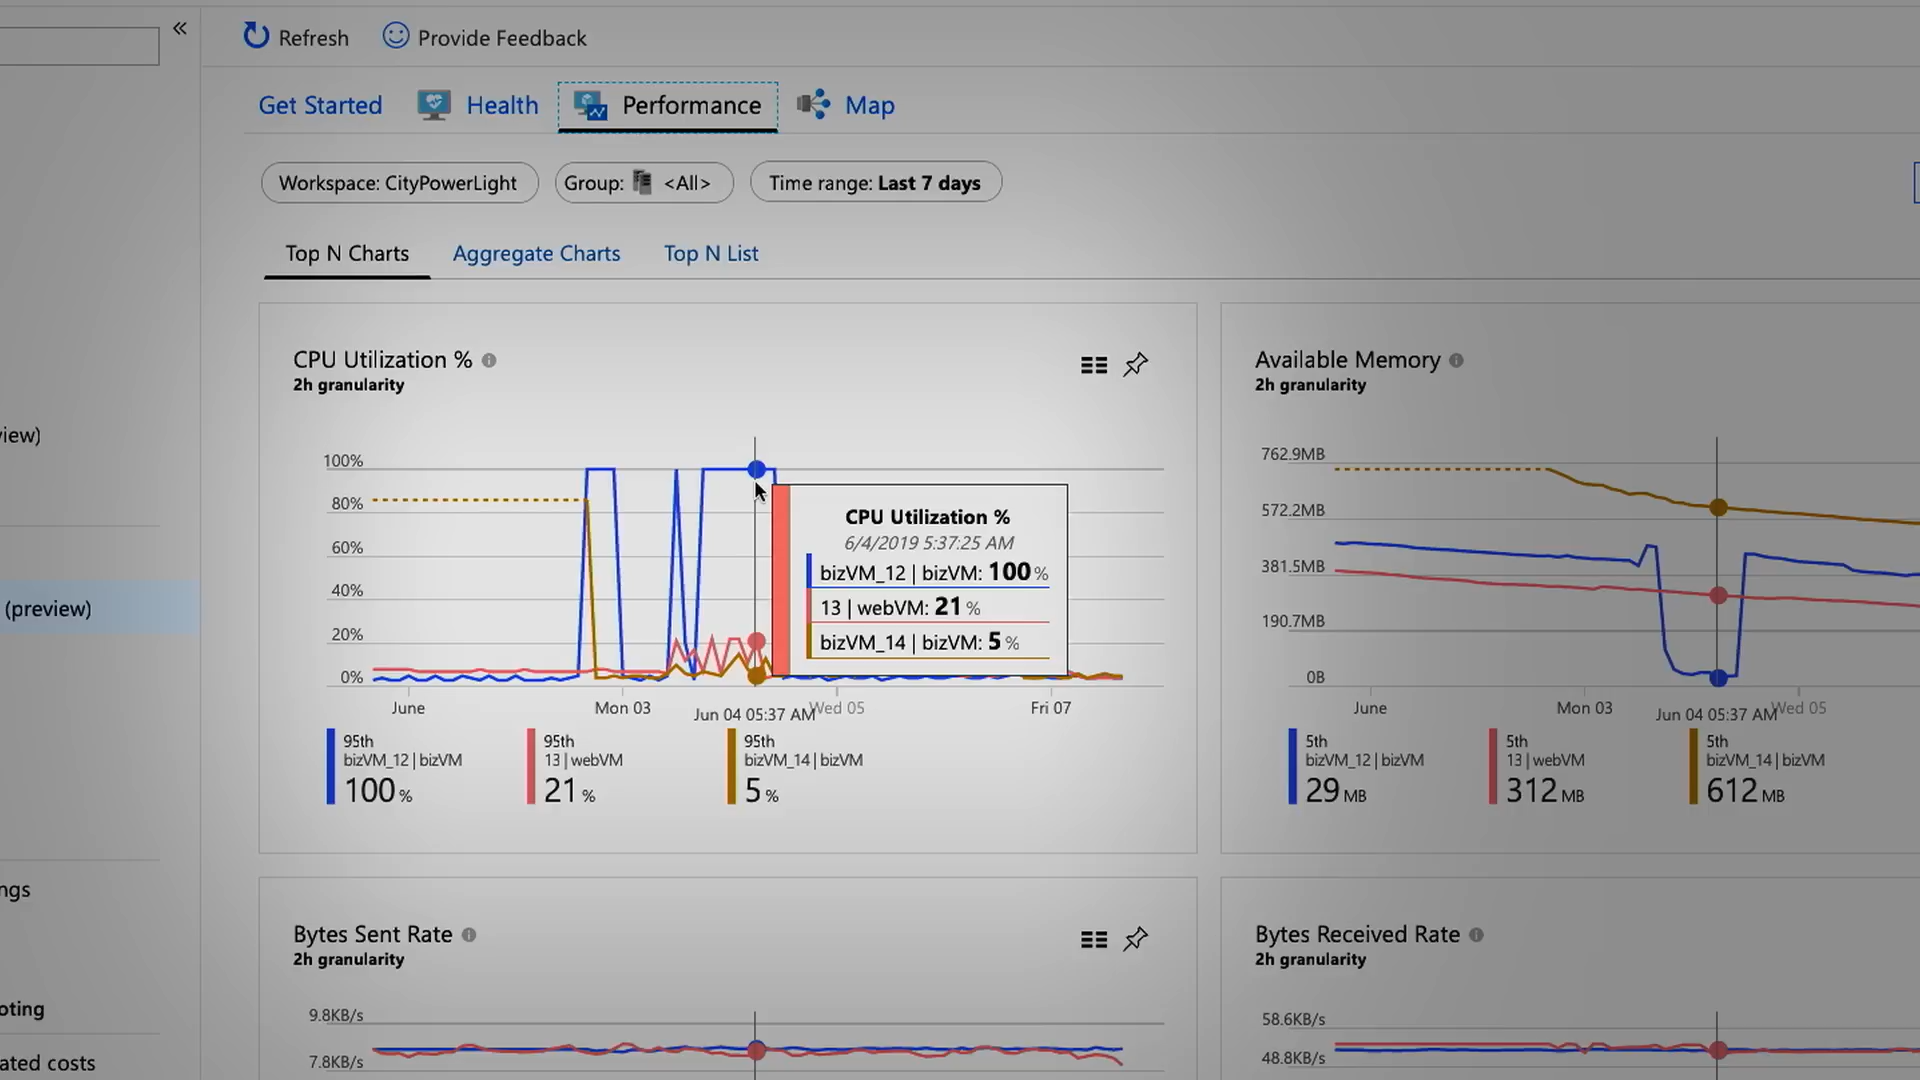 «
Refresh
Provide Feedback
Get Started
Health
Performance
Map
Workspace: CityPowerLight
Group: <All>
Time range: Last 7 days
Top N Charts
Aggregate Charts
Top N List
iew)
(preview)
ngs
oting
ated costs
CPU Utilization %
2h granularity
100%
80%
60%
40%
20%
0%
June
Mon 03
Jun 04 05:37 AM
Wed 05
Fri 07
CPU Utilization %
6/4/2019 5:37:25 AM
bizVM_12 | bizVM: 100 %
13 | webVM: 21 %
bizVM_14 | bizVM: 5 %
95th
bizVM_12 | bizVM
100 %
95th
13 | webVM
21 %
95th
bizVM_14 | bizVM
5 %
Available Memory
2h granularity
762.9MB
572.2MB
381.5MB
190.7MB
0B
June
Mon 03
Jun 04 05:37 AM
Wed 05
5th
bizVM_12 | bizVM
29 MB
5th
13 | webVM
312 MB
5th
bizVM_14 | bizVM
612 MB
Bytes Sent Rate
2h granularity
9.8KB/s
7.8KB/s
Bytes Received Rate
2h granularity
58.6KB/s
48.8KB/s